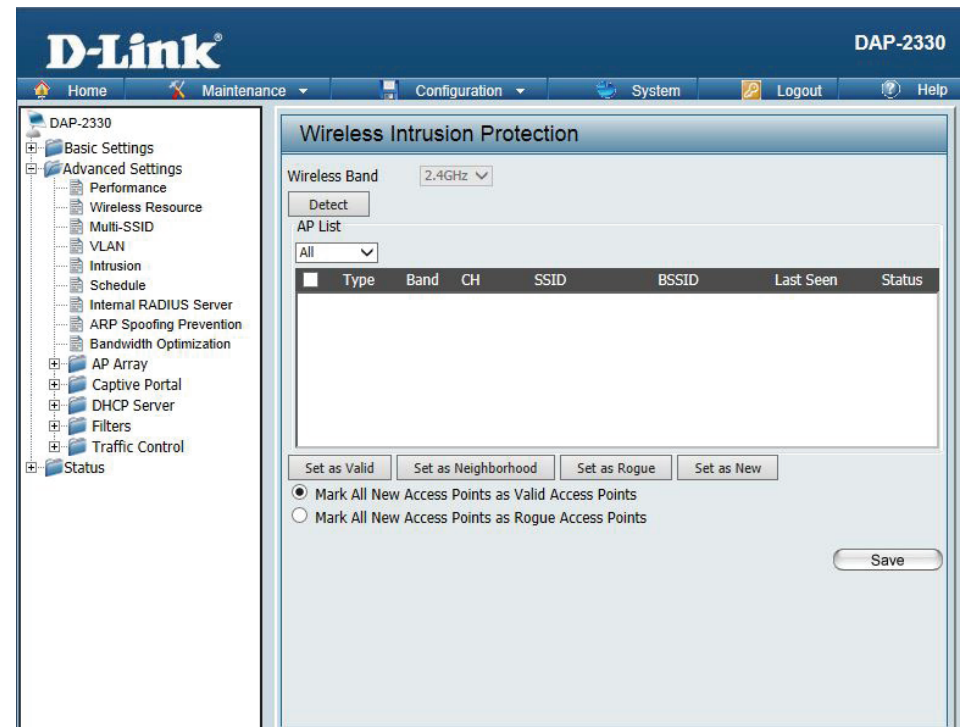 D-Link®
DAP-2330
Home Maintenance Configuration System Logout Help
DAP-2330
Basic Settings
Advanced Settings
Performance
Wireless Resource
Multi-SSID
VLAN
Intrusion
Schedule
Internal RADIUS Server
ARP Spoofing Prevention
Bandwidth Optimization
AP Array
Captive Portal
DHCP Server
Filters
Traffic Control
Status
Wireless Intrusion Protection
Wireless Band 2.4GHz
Detect
AP List
All
Type Band CH SSID BSSID Last Seen Status
Set as Valid Set as Neighborhood Set as Rogue Set as New
Mark All New Access Points as Valid Access Points
Mark All New Access Points as Rogue Access Points
Save